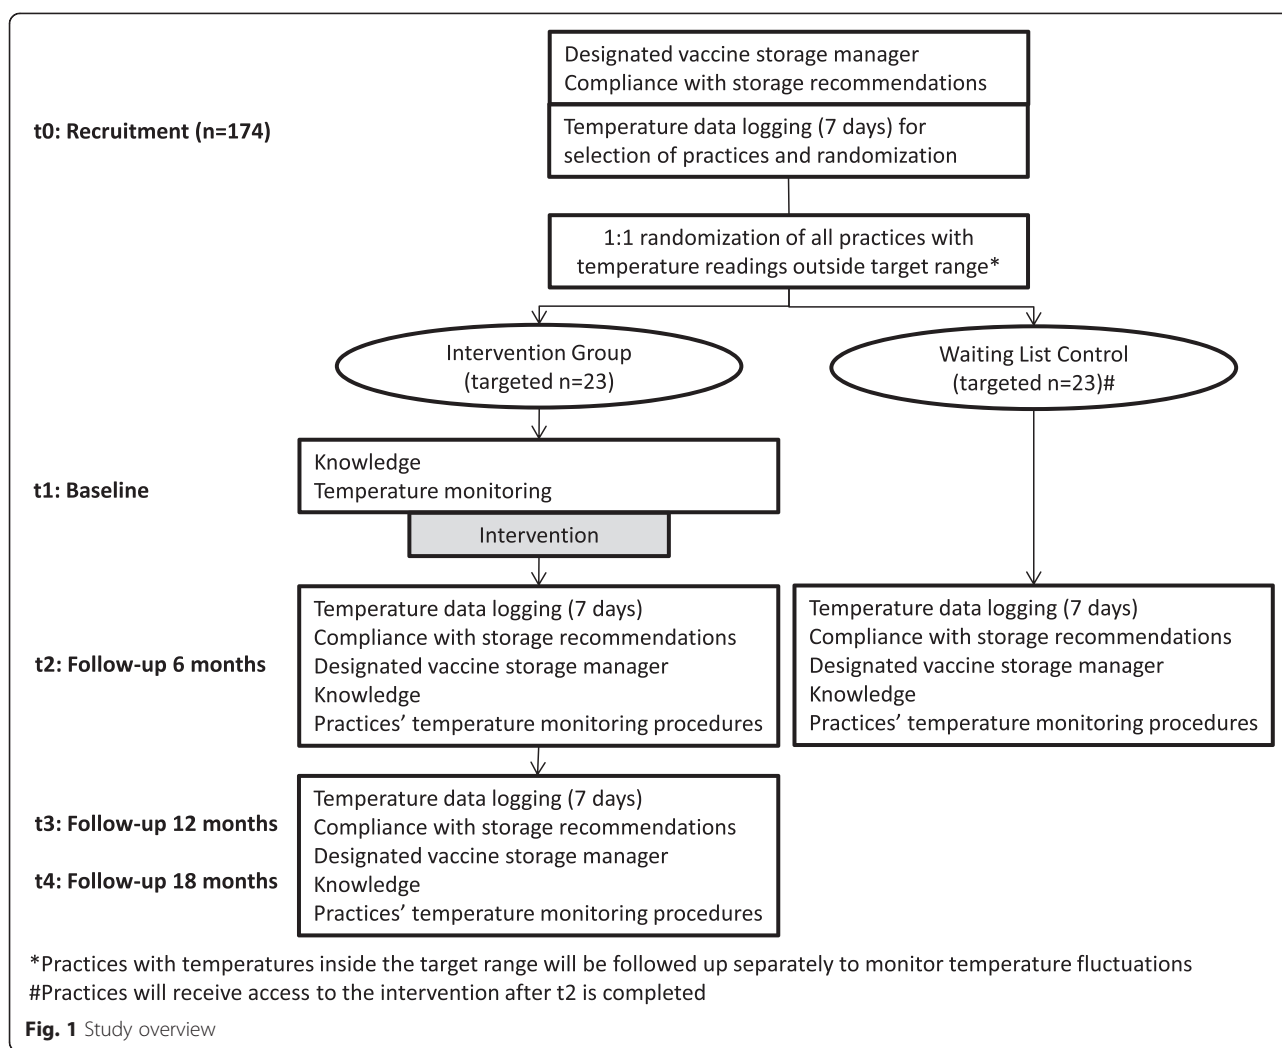 Designated vaccine storage manager
Compliance with storage recommendations
t0: Recruitment (n=174)
Temperature data logging (7 days) for
selection of practices and randomization
1:1 randomization of all practices with
temperature readings outside target range*
Intervention Group
(targeted n=23)
Waiting List Control
(targeted n=23)#
t1: Baseline
Knowledge
Temperature monitoring
Intervention
t2: Follow-up 6 months
Temperature data logging (7 days)
Compliance with storage recommendations
Designated vaccine storage manager
Knowledge
Practices’ temperature monitoring procedures
Temperature data logging (7 days)
Compliance with storage recommendations
Designated vaccine storage manager
Knowledge
Practices’ temperature monitoring procedures
t3: Follow-up 12 months
t4: Follow-up 18 months
Temperature data logging (7 days)
Compliance with storage recommendations
Designated vaccine storage manager
Knowledge
Practices’ temperature monitoring procedures
*Practices with temperatures inside the target range will be followed up separately to monitor temperature fluctuations
#Practices will receive access to the intervention after t2 is completed
Fig. 1 Study overview